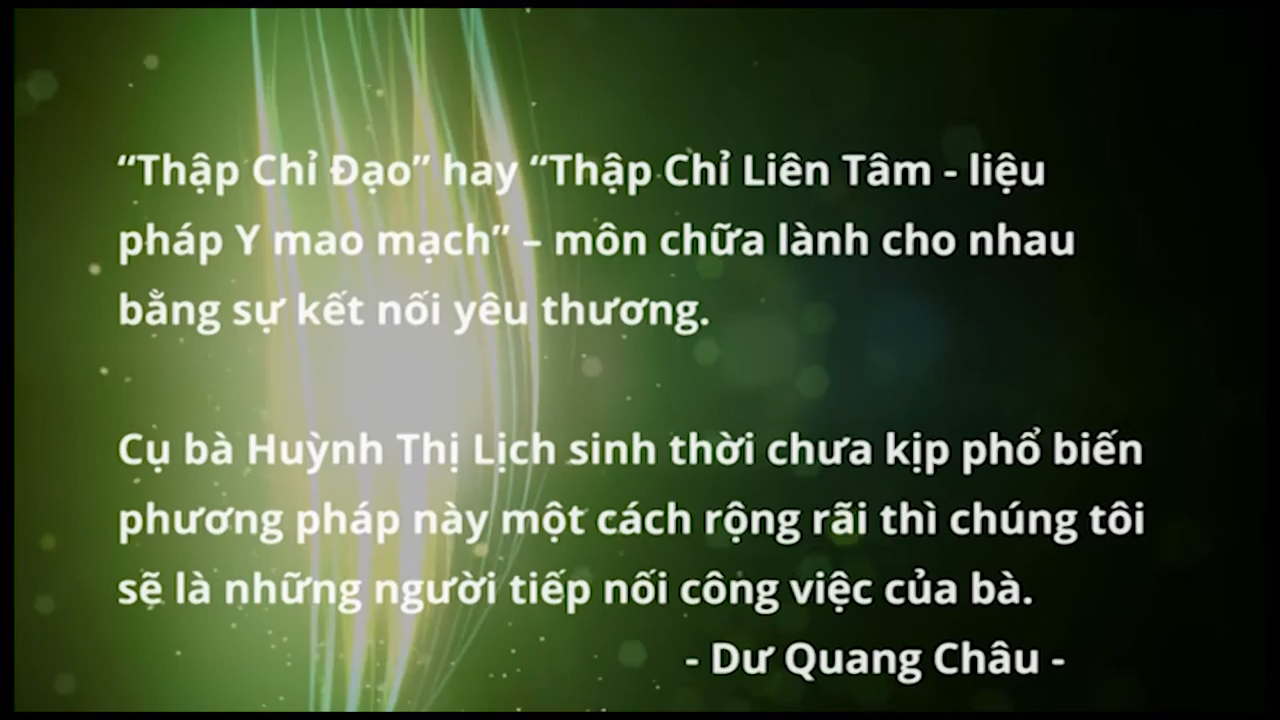 “Thập Chỉ Đạo” hay “Thập Chỉ Liên Tâm - liệu
pháp Y mao mạch” – môn chữa lành cho nhau
bằng sự kết nối yêu thương.
Cụ bà Huỳnh Thị Lịch sinh thời chưa kịp phổ biến
phương pháp này một cách rộng rãi thì chúng tôi
sẽ là những người tiếp nối công việc của bà.
- Dư Quang Châu -